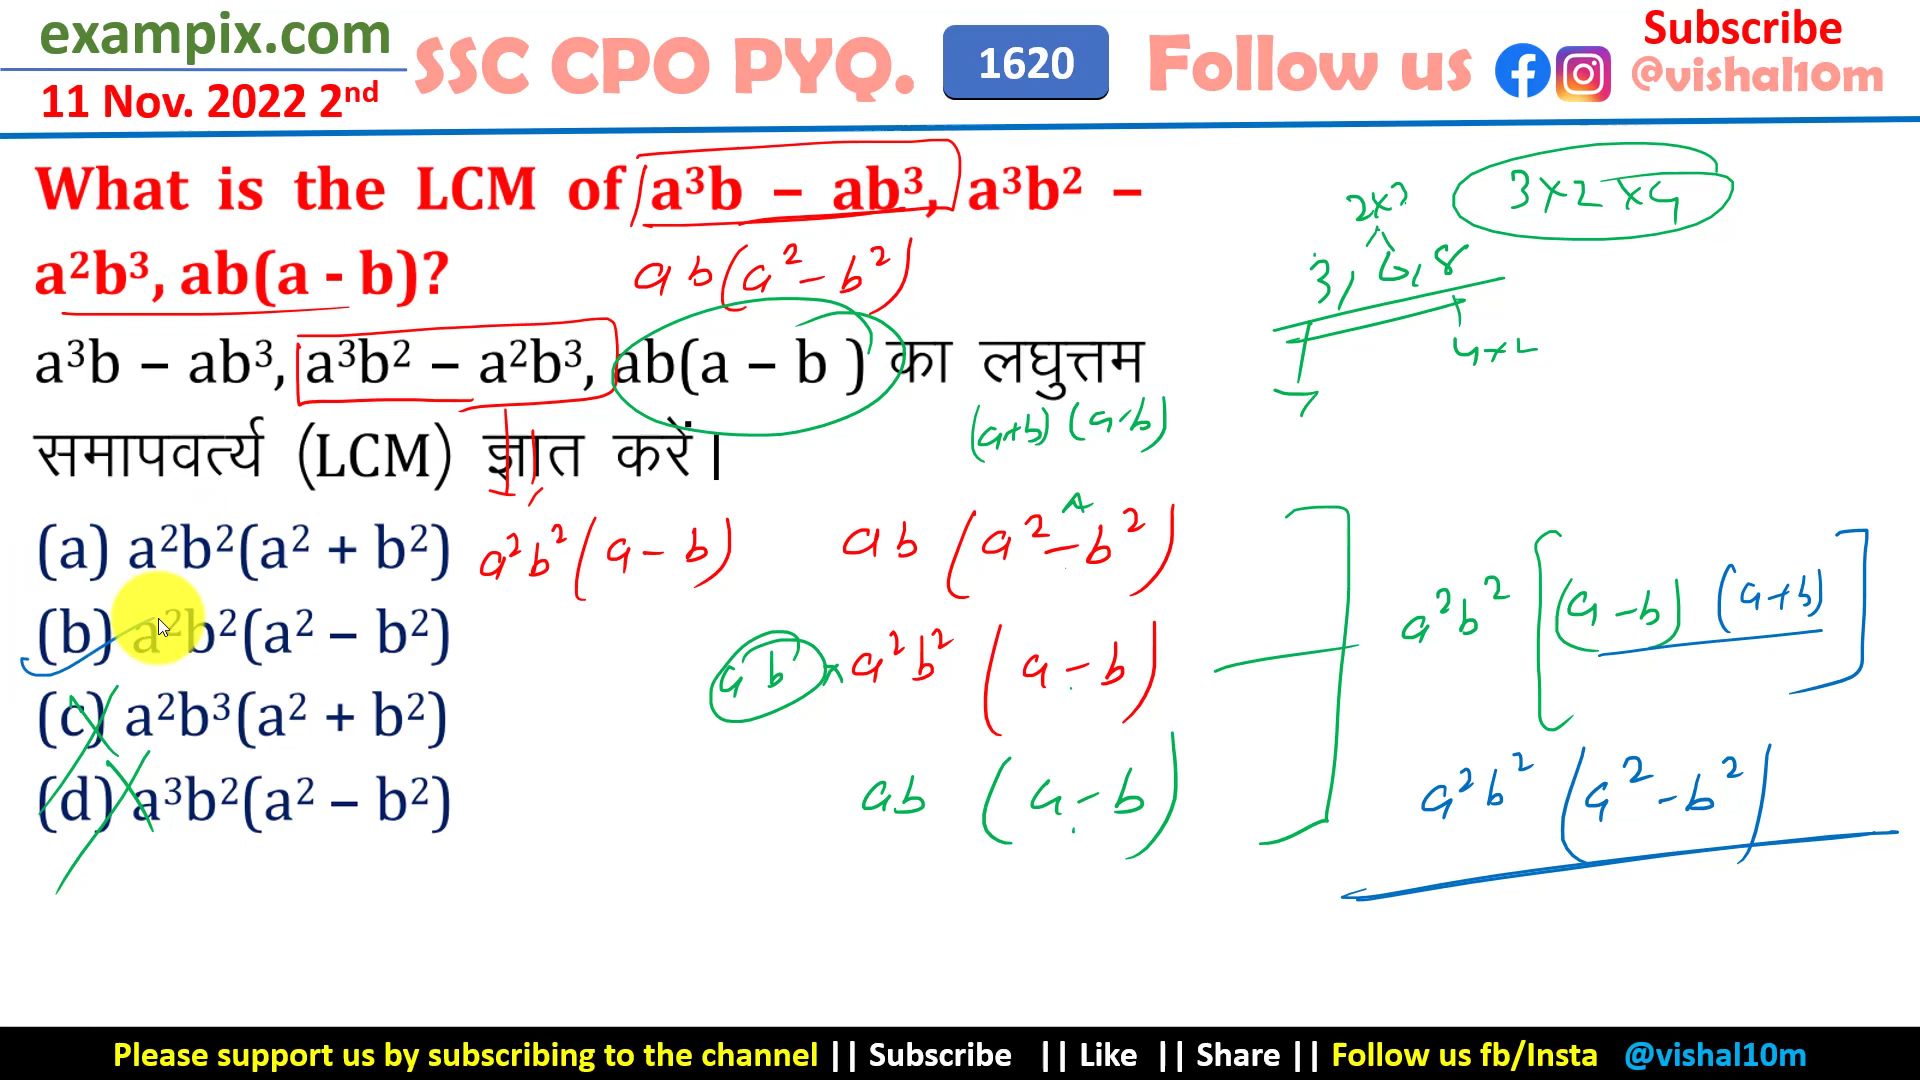 exampix.com
11 Nov. 2022 2nd
SSC CPO PYQ.
1620
Follow us
Subscribe
@vishal10m
What is the LCM of a³b – ab³, a³b² –
a²b³, ab(a - b)?
ab(a² – b²)
a³b – ab³, a³b² – a²b³, ab(a – b ) का लघुत्तम
समापवर्त्य (LCM) ज्ञात करें।
(a) a²b²(a² + b²)
(b) a²b²(a² – b²)
(c) a²b³(a² + b²)
(d) a³b²(a² – b²)
a²b²(a – b)
(a+b) (a-b)
ab (a² – b²)
ab × a²b² (a – b)
ab (a – b)
2×3
3, 6, 8
3×2×4
a²b² [(a – b) (a+b)]
a²b² (a² – b²)
Please support us by subscribing to the channel || Subscribe || Like || Share || Follow us fb/Insta @vishal10m